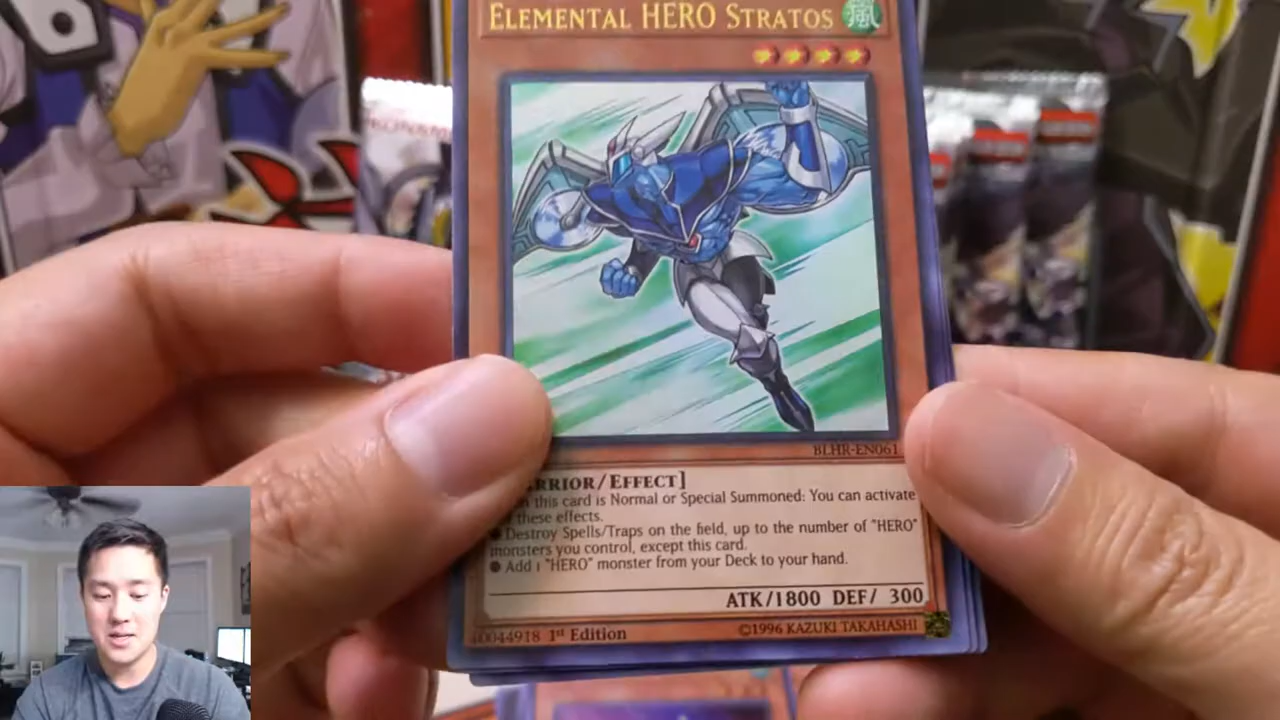 ELEMENTAL HERO STRATOS 風
BLHR-EN061
RRIOR/EFFECT]
this card is Normal or Special Summoned: You can activate
these effects.
● Destroy Spells/Traps on the field, up to the number of "HERO"
monsters you control, except this card.
● Add 1 "HERO" monster from your Deck to your hand.
ATK/1800 DEF/ 300
40044918 1st Edition
©1996 KAZUKI TAKAHASHI